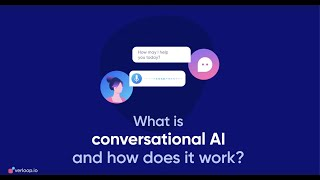 How may I help
you today?
What is
conversational AI
and how does it work?
verloop.io